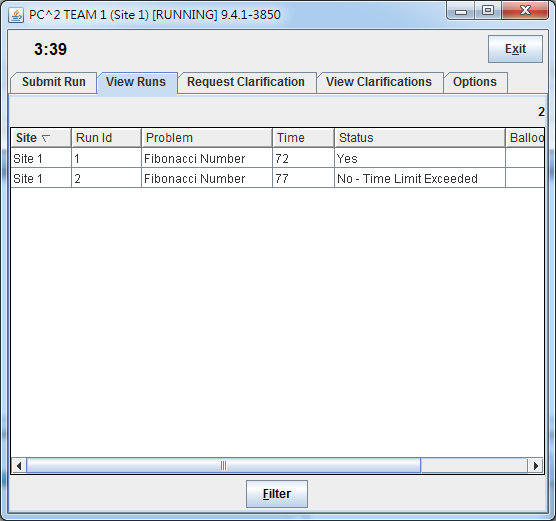 PC^2 TEAM 1 (Site 1) [RUNNING] 9.4.1-3850
3:39 Exit
Submit Run View Runs Request Clarification View Clarifications Options
2
Site Run Id Problem Time Status Balloo
Site 1 1 Fibonacci Number 72 Yes
Site 1 2 Fibonacci Number 77 No - Time Limit Exceeded
Filter